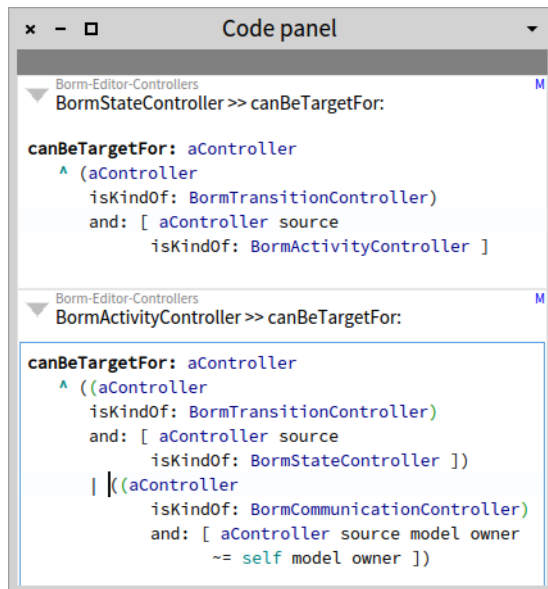 Code panel
Borm-Editor-Controllers
M
BormStateController >> canBeTargetFor:
canBeTargetFor: aController
^ (aController
isKindOf: BormTransitionController)
and: [ aController source
isKindOf: BormActivityController ]
Borm-Editor-Controllers
M
BormActivityController >> canBeTargetFor:
canBeTargetFor: aController
^ ((aController
isKindOf: BormTransitionController)
and: [ aController source
isKindOf: BormStateController ])
| ((aController
isKindOf: BormCommunicationController)
and: [ aController source model owner
~= self model owner ])